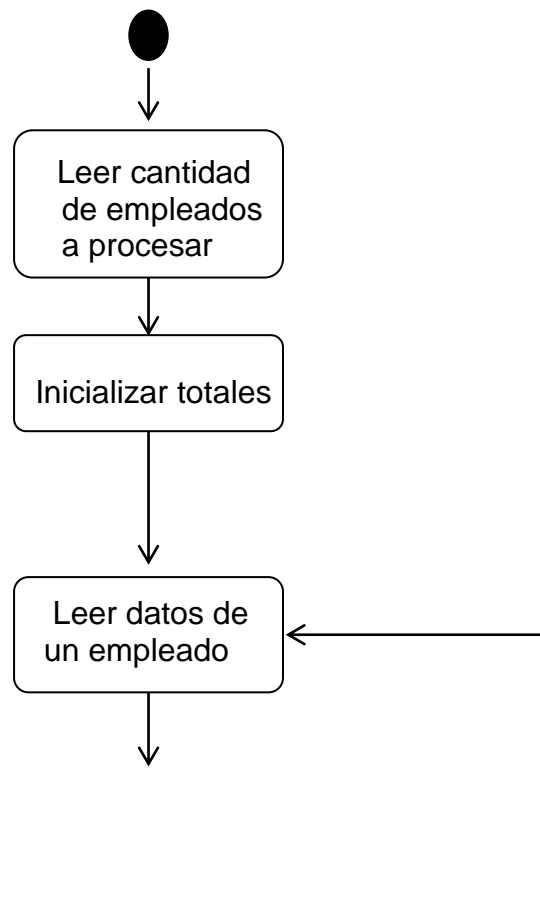 Leer cantidad
de empleados
a procesar
Inicializar totales
Leer datos de
un empleado